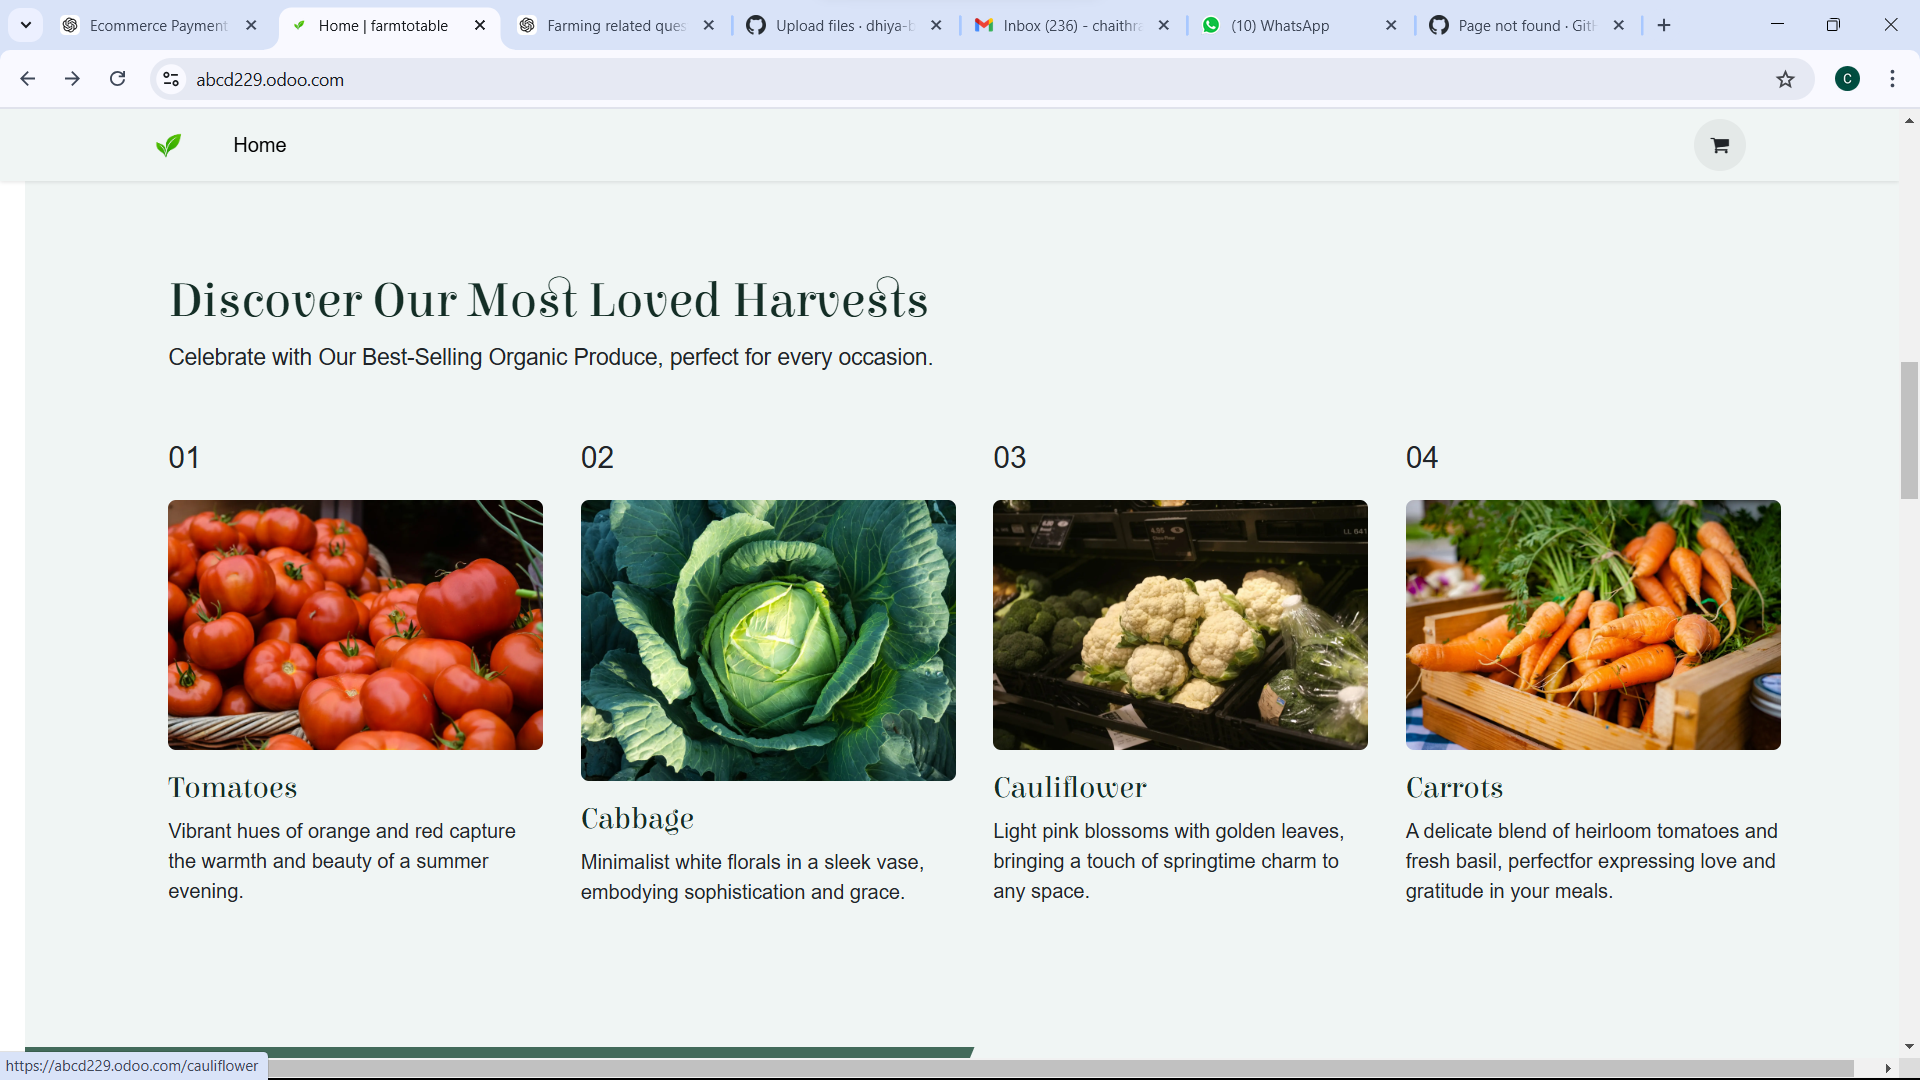 Ecommerce Payment
Home | farmtotable
Farming related ques
Upload files · dhiya-b
Inbox (236) - chaithra
(10) WhatsApp
Page not found · Gith
abcd229.odoo.com
C
Home
Discover Our Most Loved Harvests
Celebrate with Our Best-Selling Organic Produce, perfect for every occasion.
01
02
03
04
Tomatoes
Vibrant hues of orange and red capture
the warmth and beauty of a summer
evening.
Cabbage
Minimalist white florals in a sleek vase,
embodying sophistication and grace.
Cauliflower
Light pink blossoms with golden leaves,
bringing a touch of springtime charm to
any space.
Carrots
A delicate blend of heirloom tomatoes and
fresh basil, perfectfor expressing love and
gratitude in your meals.
https://abcd229.odoo.com/cauliflower